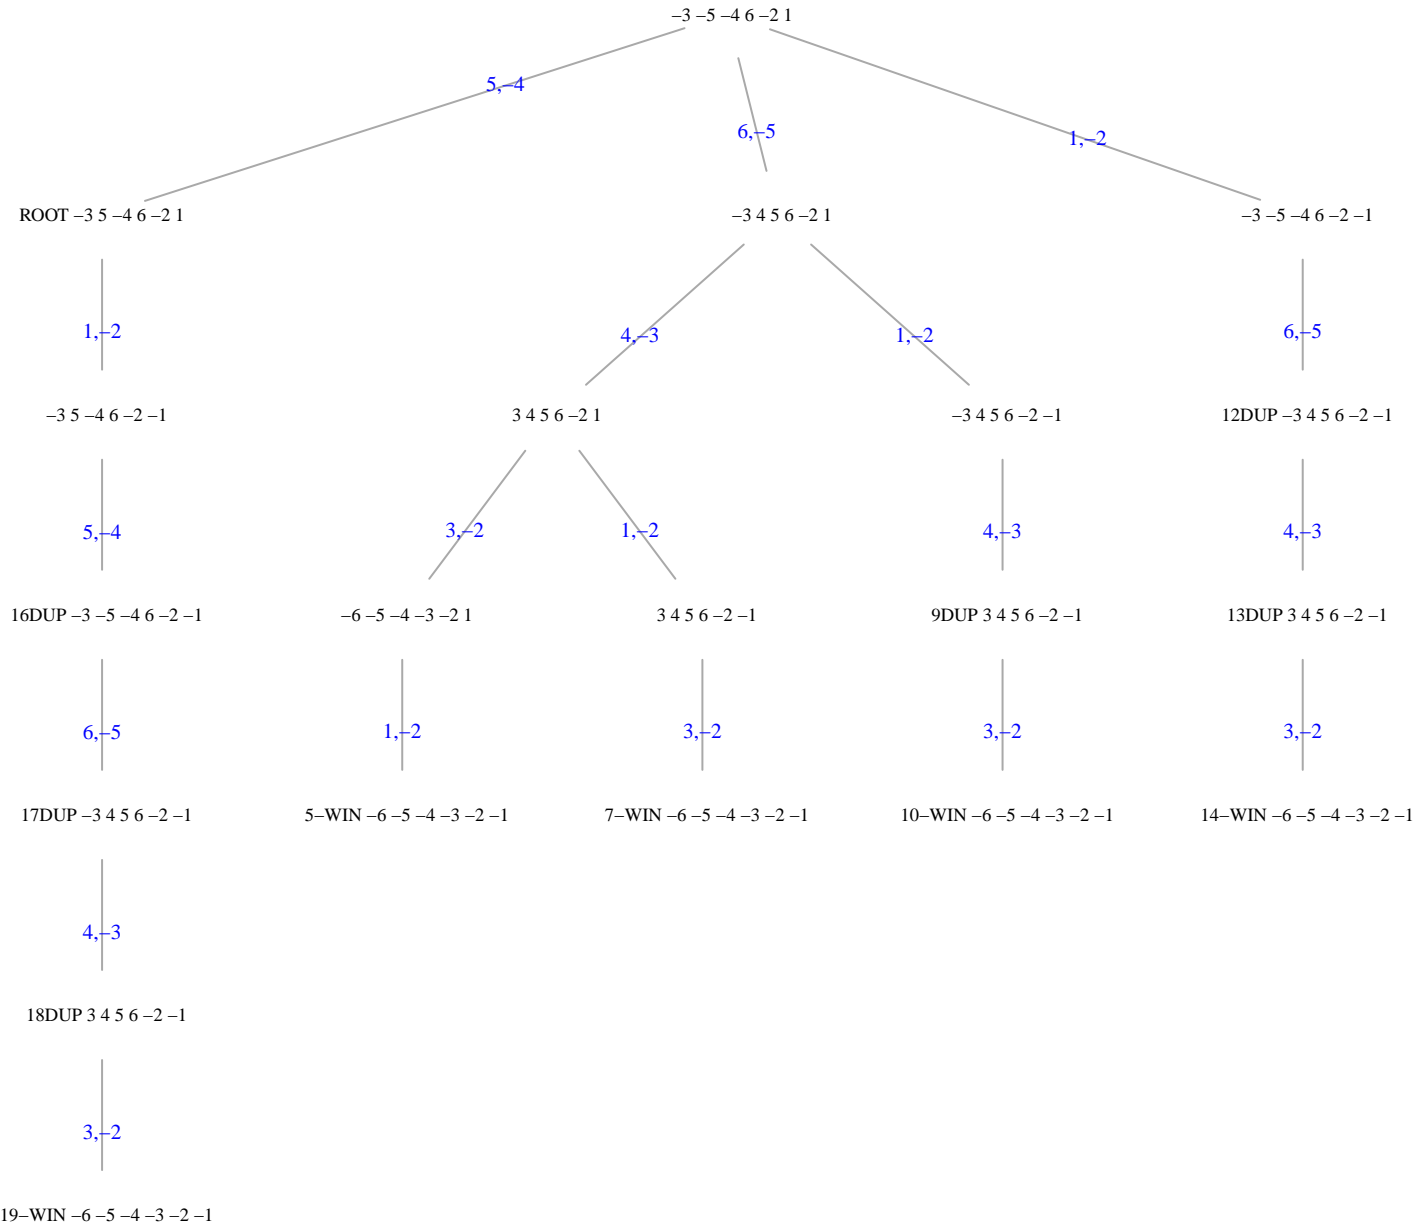 –3 –5 –4 6 –2 1
5,–4
6,–5
1,–2
ROOT –3 5 –4 6 –2 1
–3 4 5 6 –2 1
–3 –5 –4 6 –2 –1
1,–2
4,–3
1,–2
6,–5
–3 5 –4 6 –2 –1
3 4 5 6 –2 1
–3 4 5 6 –2 –1
12DUP –3 4 5 6 –2 –1
5,–4
3,–2
1,–2
4,–3
4,–3
16DUP –3 –5 –4 6 –2 –1
–6 –5 –4 –3 –2 1
3 4 5 6 –2 –1
9DUP 3 4 5 6 –2 –1
13DUP 3 4 5 6 –2 –1
6,–5
1,–2
3,–2
3,–2
3,–2
17DUP –3 4 5 6 –2 –1
5–WIN –6 –5 –4 –3 –2 –1
7–WIN –6 –5 –4 –3 –2 –1
10–WIN –6 –5 –4 –3 –2 –1
14–WIN –6 –5 –4 –3 –2 –1
4,–3
18DUP 3 4 5 6 –2 –1
3,–2
19–WIN –6 –5 –4 –3 –2 –1